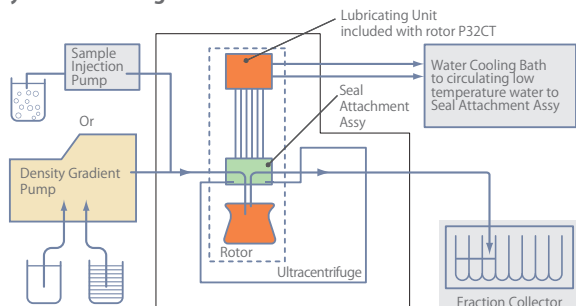 Lubricating Unit
included with rotor P32CT
Sample
Injection
Pump
Water Cooling Bath
to circulating low
temperature water to
Seal Attachment Assy
Seal
Attachment
Assy
Or
Density Gradient
Pump
Rotor
Ultracentrifuge
Fraction Collector